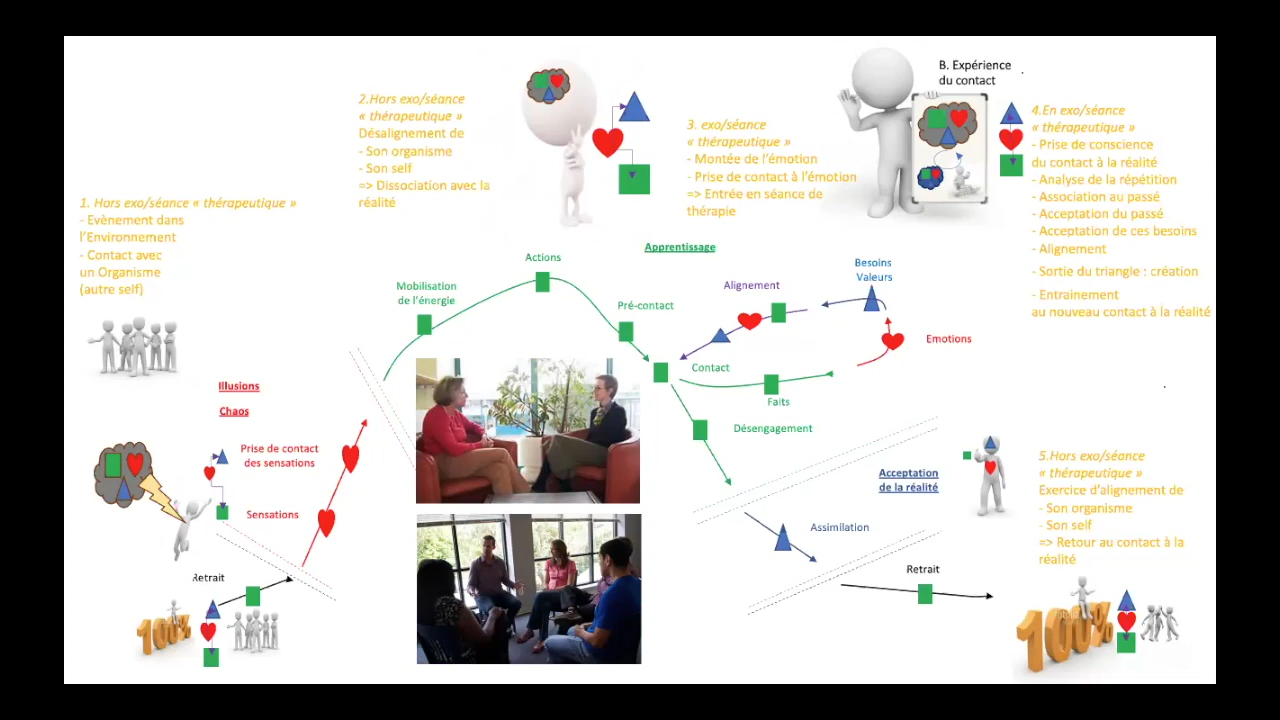 B. Expérience
du contact
2.Hors exo/séance
« thérapeutique »
Désalignement de
- Son organisme
- Son self
=> Dissociation avec la
réalité
3. exo/séance
« thérapeutique »
- Montée de l'émotion
- Prise de contact à l'émotion
=> Entrée en séance de
thérapie
4.En exo/séance
« thérapeutique »
- Prise de conscience
du contact à la réalité
- Analyse de la répétition
- Association au passé
- Acceptation du passé
- Acceptation de ces besoins
- Alignement
- Sortie du triangle : création
- Entrainement
au nouveau contact à la réalité
1. Hors exo/séance « thérapeutique »
- Evènement dans
l'Environnement
- Contact avec
un Organisme
(autre self)
Apprentissage
Actions
Mobilisation
de l'énergie
Pré-contact
Alignement
Besoins
Valeurs
Emotions
Contact
Faits
Désengagement
Illusions
Chaos
Prise de contact
des sensations
Sensations
Retrait
100%
Acceptation
de la réalité
Assimilation
Retrait
5.Hors exo/séance
« thérapeutique »
Exercice d'alignement de
- Son organisme
- Son self
=> Retour au contact à la
réalité
100%